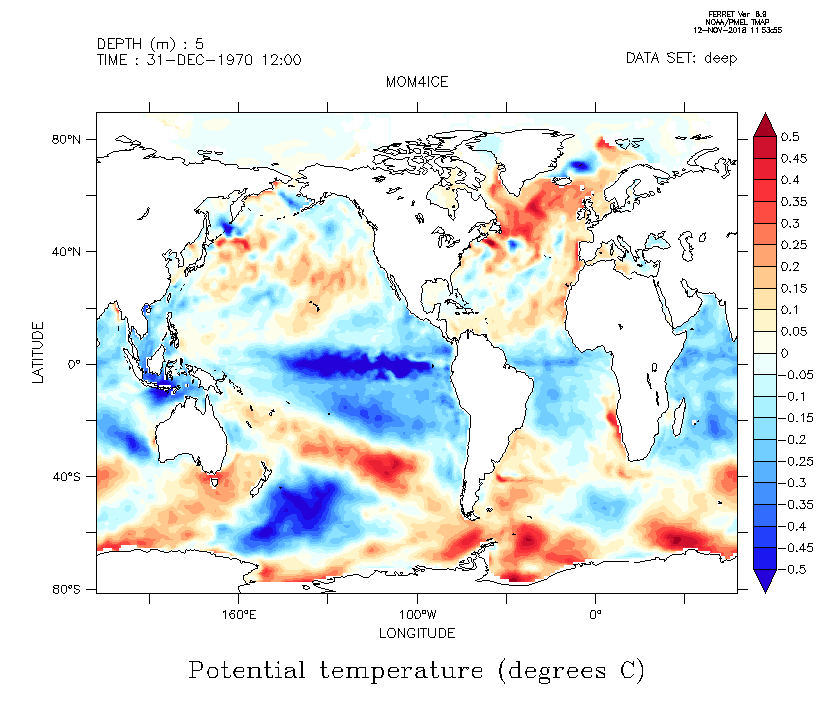 FERRET Ver 6.9
NOAA/PMEL TMAP
12-NOV-2018 11:53:55
DEPTH (m) : 5
TIME : 31-DEC-1970 12:00
DATA SET: deep
MOM4ICE
80°N
40°N
0°
40°S
80°S
LATITUDE
160°E
100°W
0°
LONGITUDE
0.5
0.45
0.4
0.35
0.3
0.25
0.2
0.15
0.1
0.05
0
-0.05
-0.1
-0.15
-0.2
-0.25
-0.3
-0.35
-0.4
-0.45
-0.5
Potential temperature (degrees C)